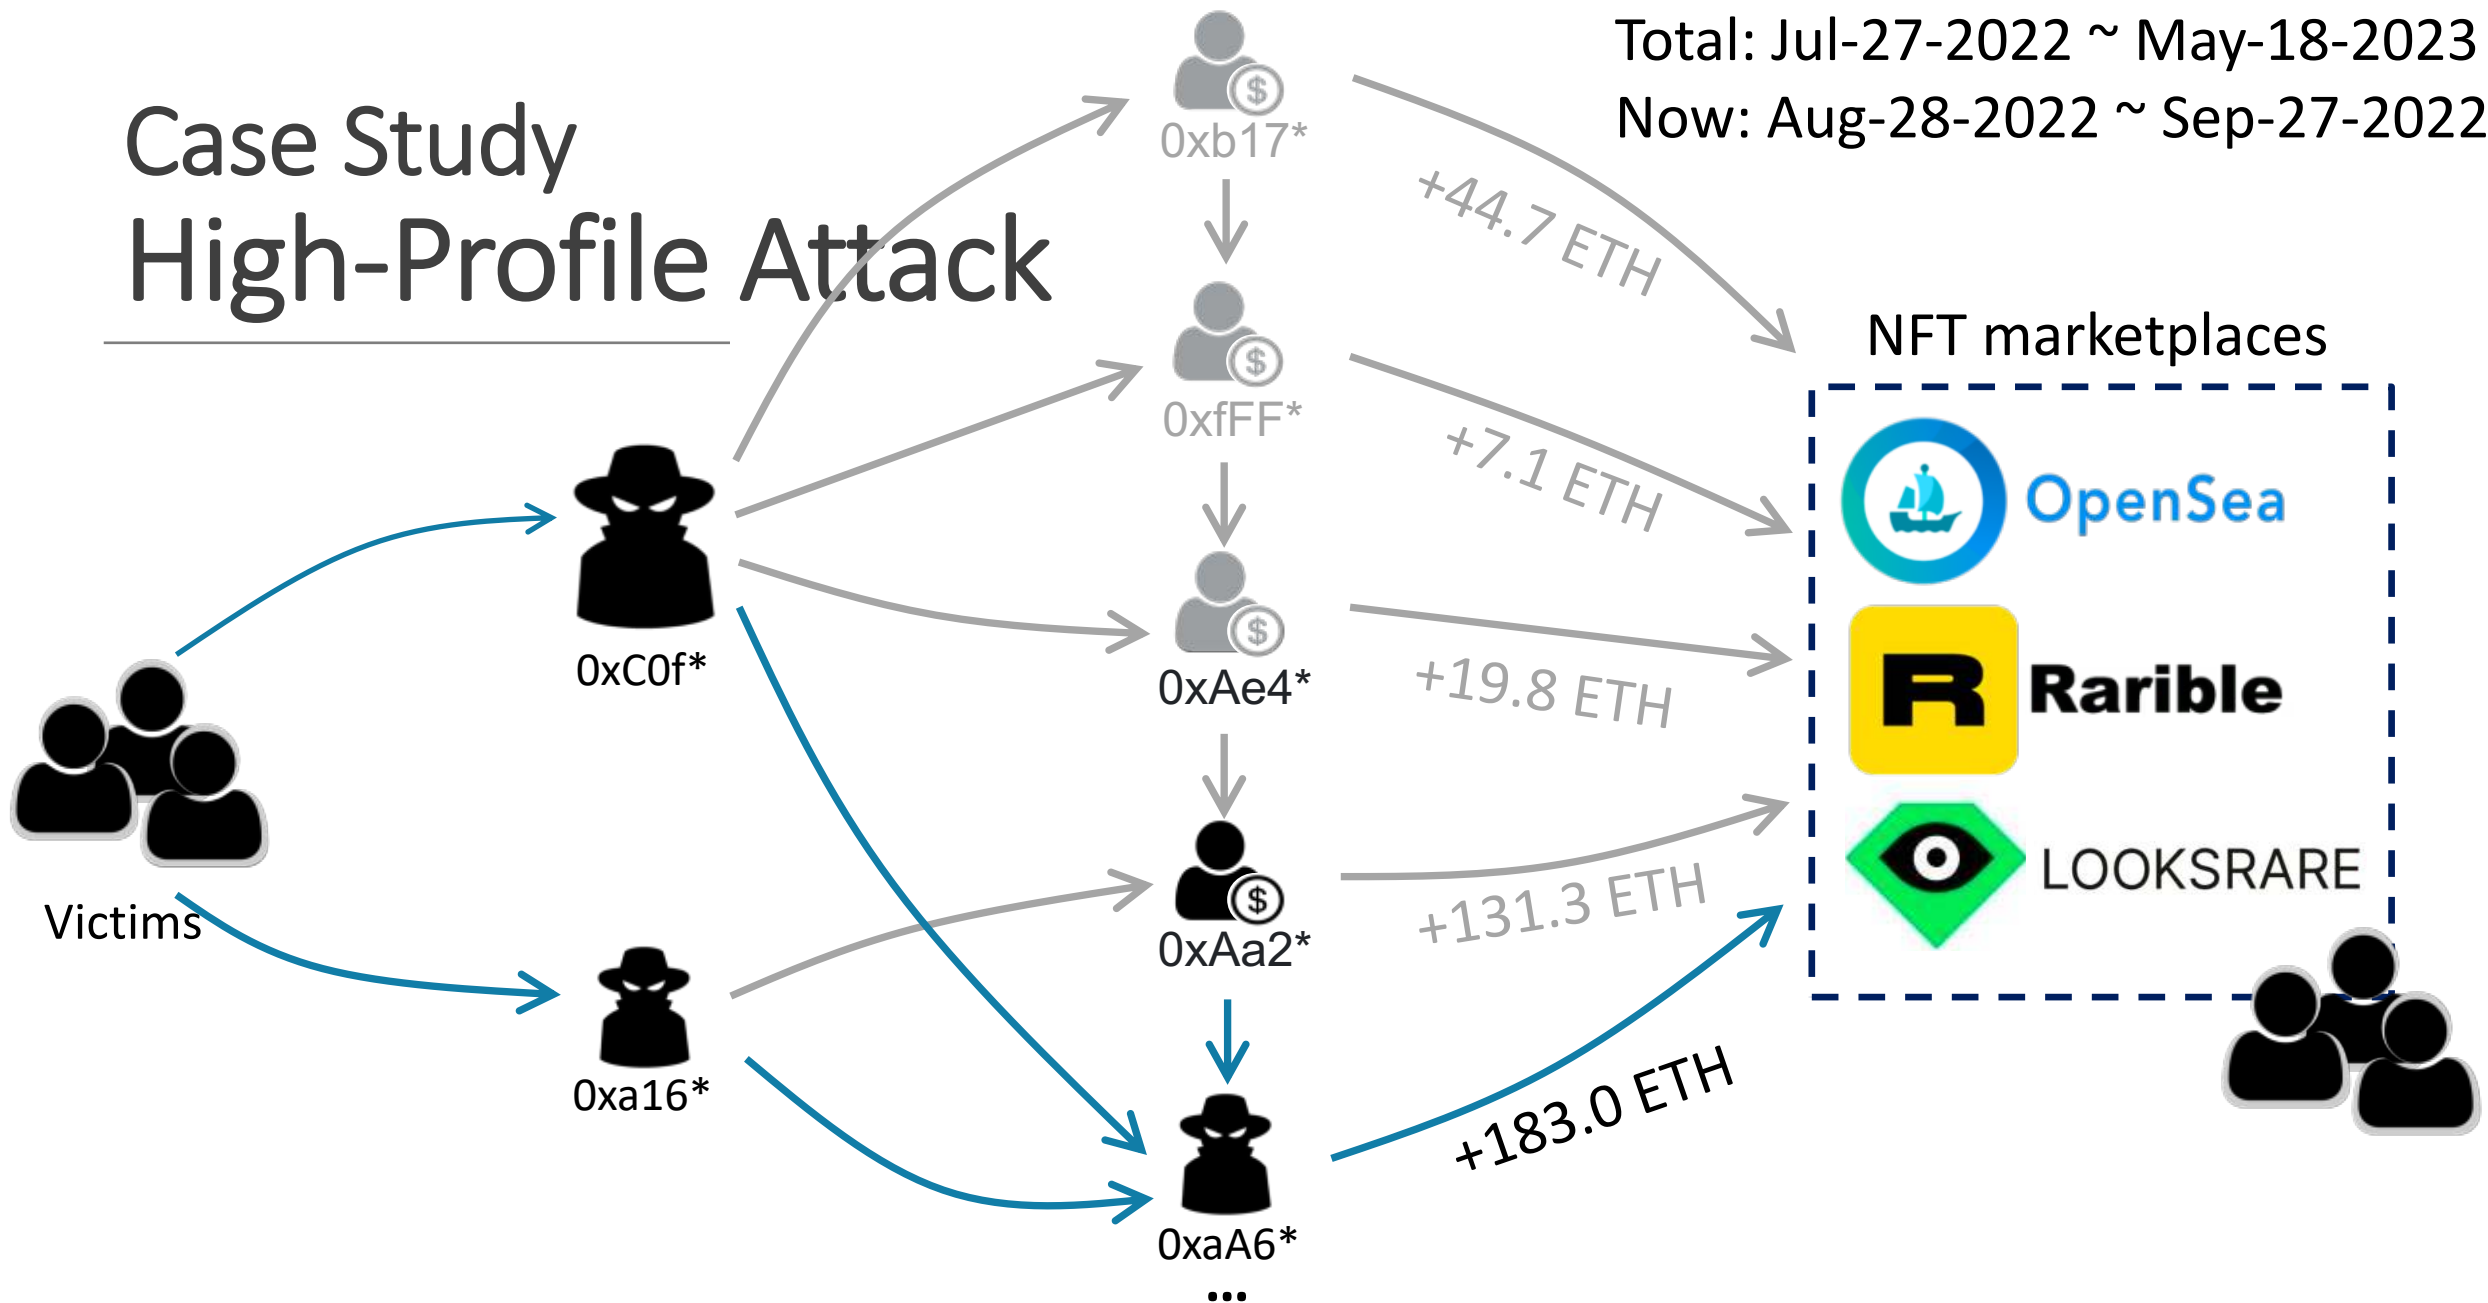 Total: Jul-27-2022 ~ May-18-2023
Now: Aug-28-2022 ~ Sep-27-2022
Case Study
High-Profile Attack
$
0xb17*
+44.7 ETH
$
0xfFF*
+7.1 ETH
NFT marketplaces
OpenSea
0xC0f*
$
0xAe4*
+19.8 ETH
R Rarible
Victims
$
0xAa2*
+131.3 ETH
LOOKSRARE
0xa16*
+183.0 ETH
0xaA6*
...